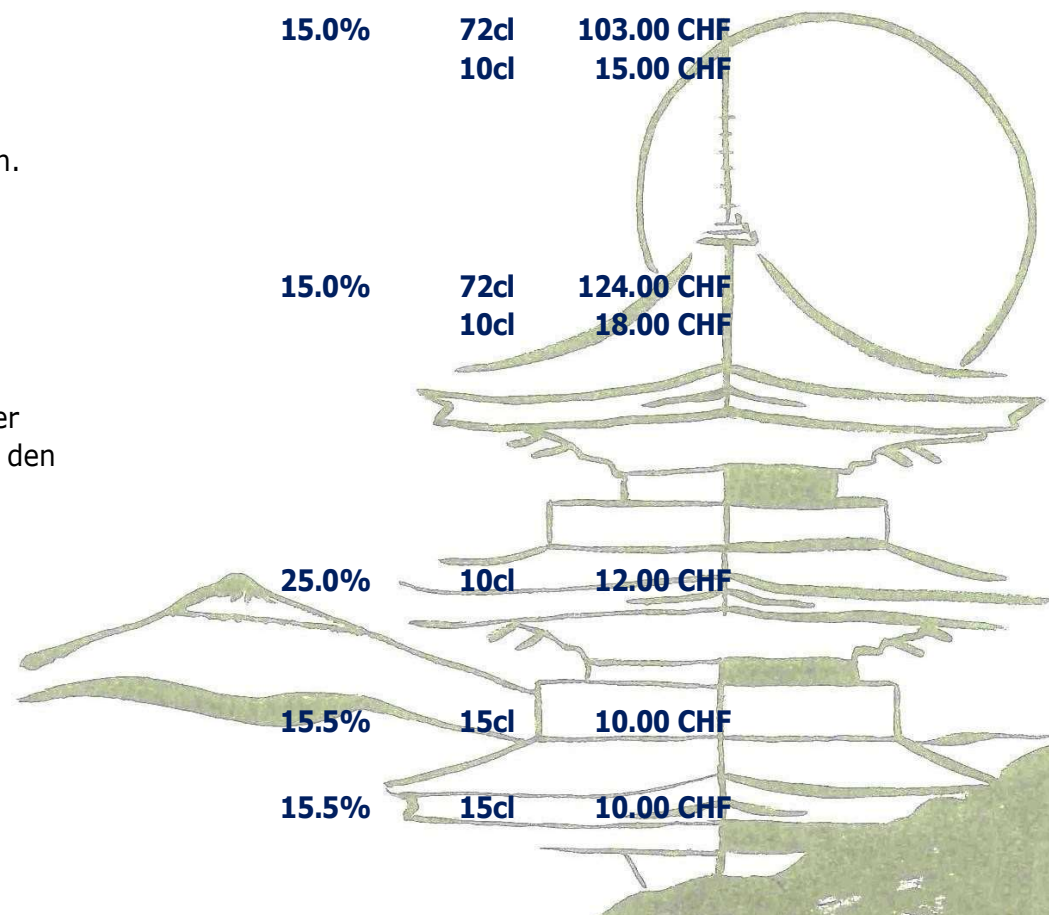 15.0% 72cl 103.00 CHF
10cl 15.00 CHF
n.
15.0% 72cl 124.00 CHF
10cl 18.00 CHF
er
den
25.0% 10cl 12.00 CHF
15.5% 15cl 10.00 CHF
15.5% 15cl 10.00 CHF